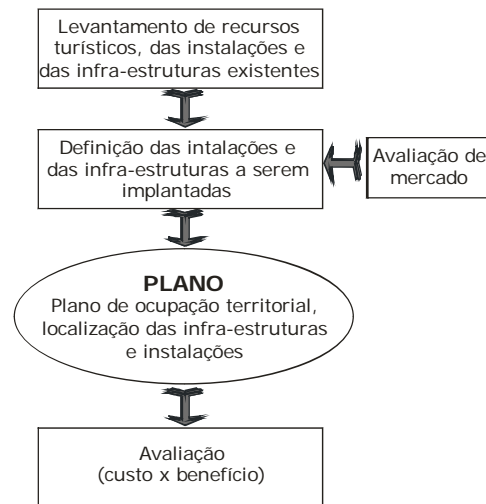 Levantamento de recursos
turísticos, das instalações e
das infra-estruturas existentes
Definição das intalações e
das infra-estruturas a serem
implantadas
Avaliação de
mercado
PLANO
Plano de ocupação territorial,
localização das infra-estruturas
e instalações
Avaliação
(custo x benefício)